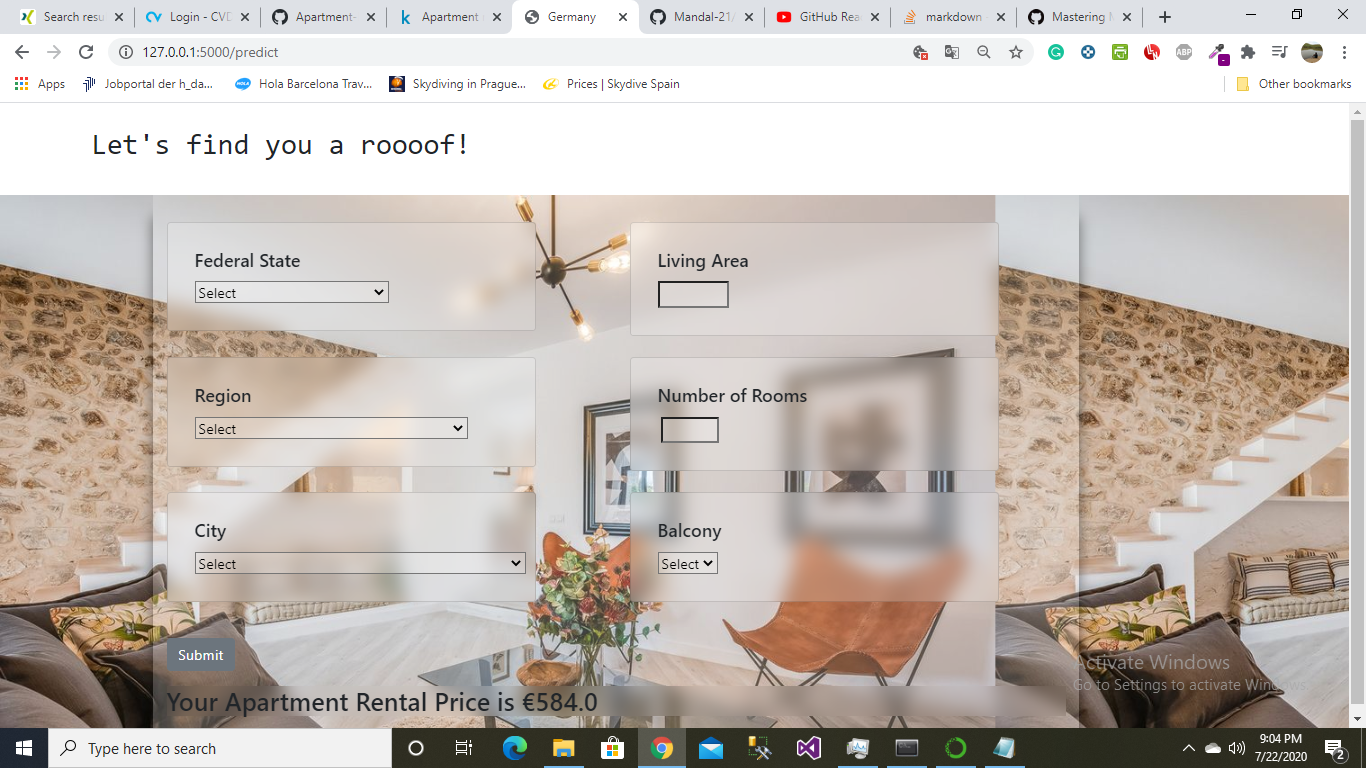 Search resu
Login - CVD
Apartment-
Apartment
Germany
Mandal-21/
GitHub Rea
markdown
Mastering M
127.0.0.1:5000/predict
Apps
Jobportal der h_da...
Hola Barcelona Trav...
Skydiving in Prague...
Prices | Skydive Spain
Other bookmarks
Let's find you a roooof!
Federal State
Select
Living Area
Region
Select
Number of Rooms
City
Select
Balcony
Select
Submit
Your Apartment Rental Price is €584.0
Activate Windows
Go to Settings to activate Windows.
Type here to search
9:04 PM
7/22/2020
2